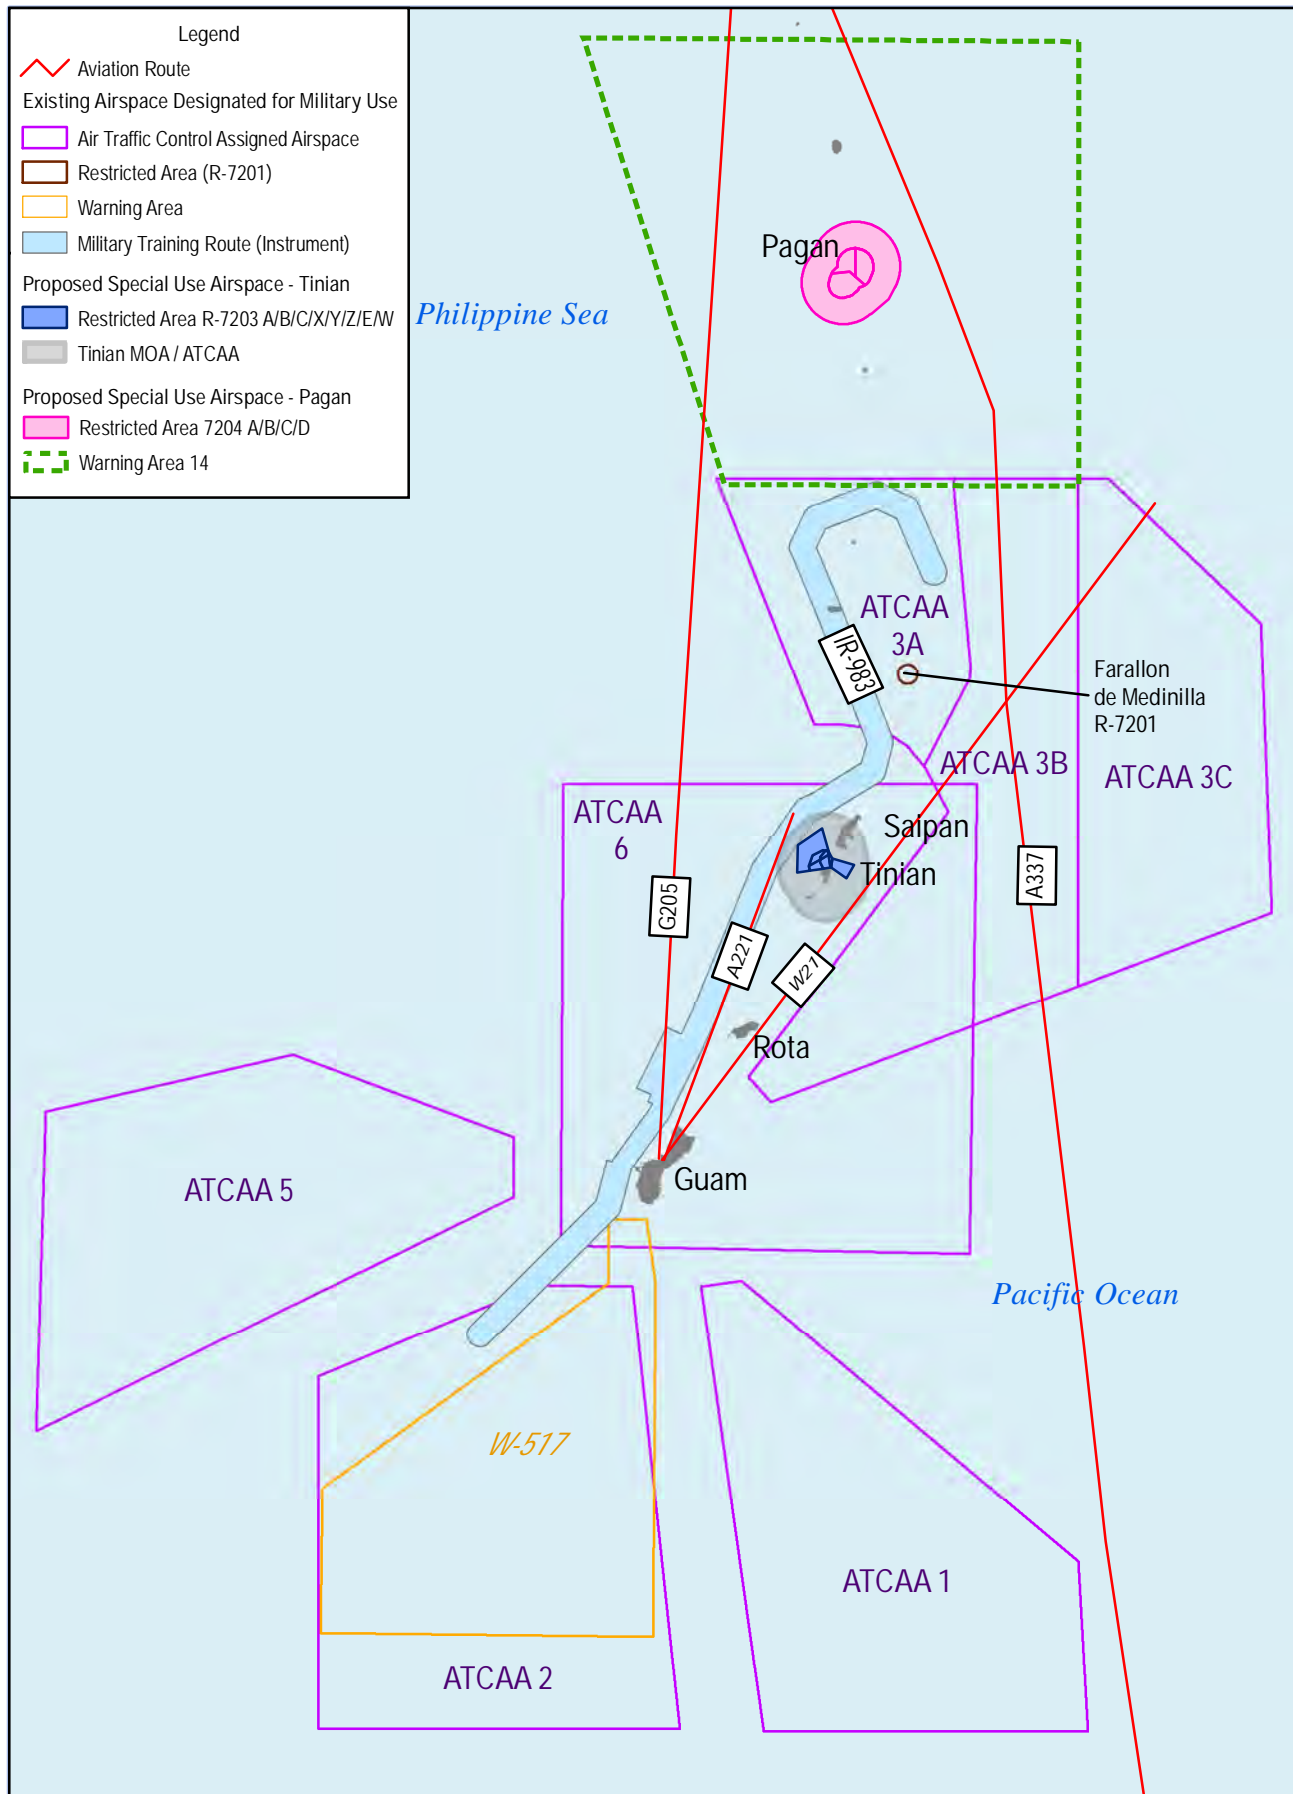 Legend
Aviation Route
Existing Airspace Designated for Military Use
Air Traffic Control Assigned Airspace
Restricted Area (R-7201)
Warning Area
Military Training Route (Instrument)
Proposed Special Use Airspace - Tinian
Restricted Area R-7203 A/B/C/X/Y/Z/E/W
Tinian MOA / ATCAA
Proposed Special Use Airspace - Pagan
Restricted Area 7204 A/B/C/D
Warning Area 14
Pagan
Philippine Sea
ATCAA
3A
IR-983
Farallon
de Medinilla
R-7201
ATCAA 3B
ATCAA 3C
ATCAA
6
Saipan
Tinian
G205
A337
A221
W21
Rota
Guam
ATCAA 5
Pacific Ocean
W-517
ATCAA 1
ATCAA 2